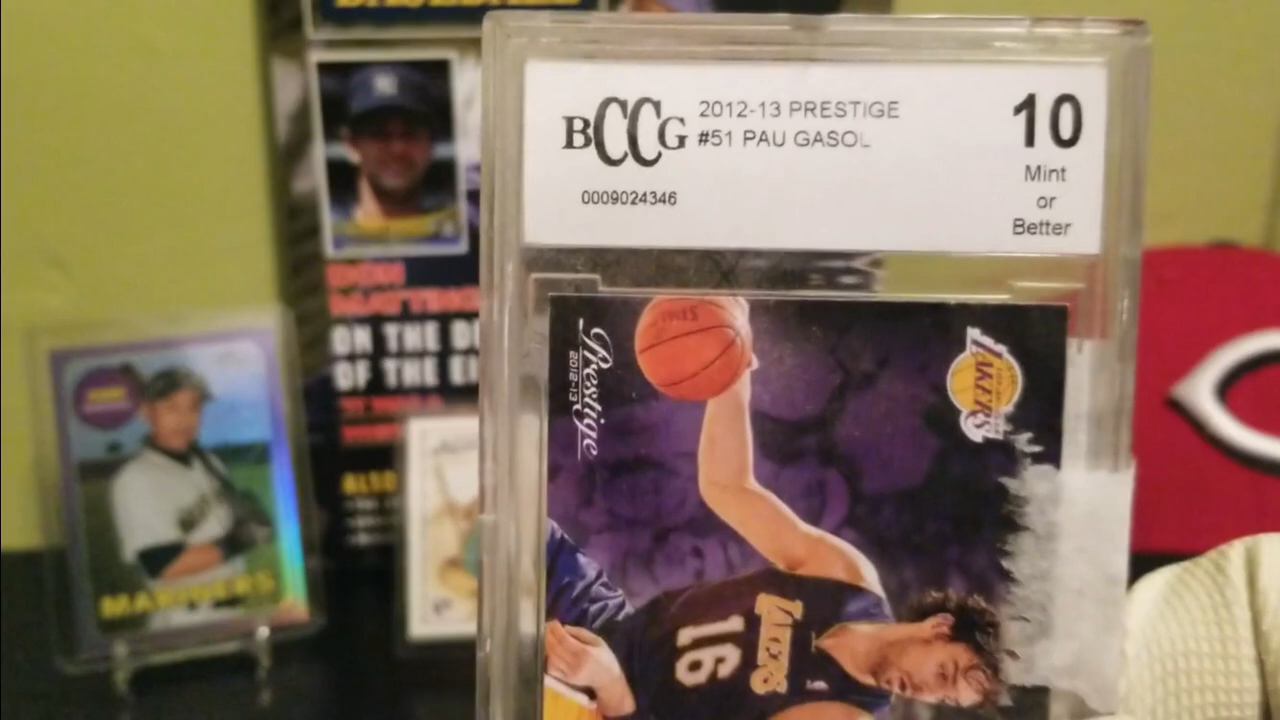 BCCG
2012-13 PRESTIGE
#51 PAU GASOL
0009024346
10
Mint
or
Better
Prestige
2012-13
LAKERS
LAKERS
16
ON THE
OF THE
ALSO
MARINERS